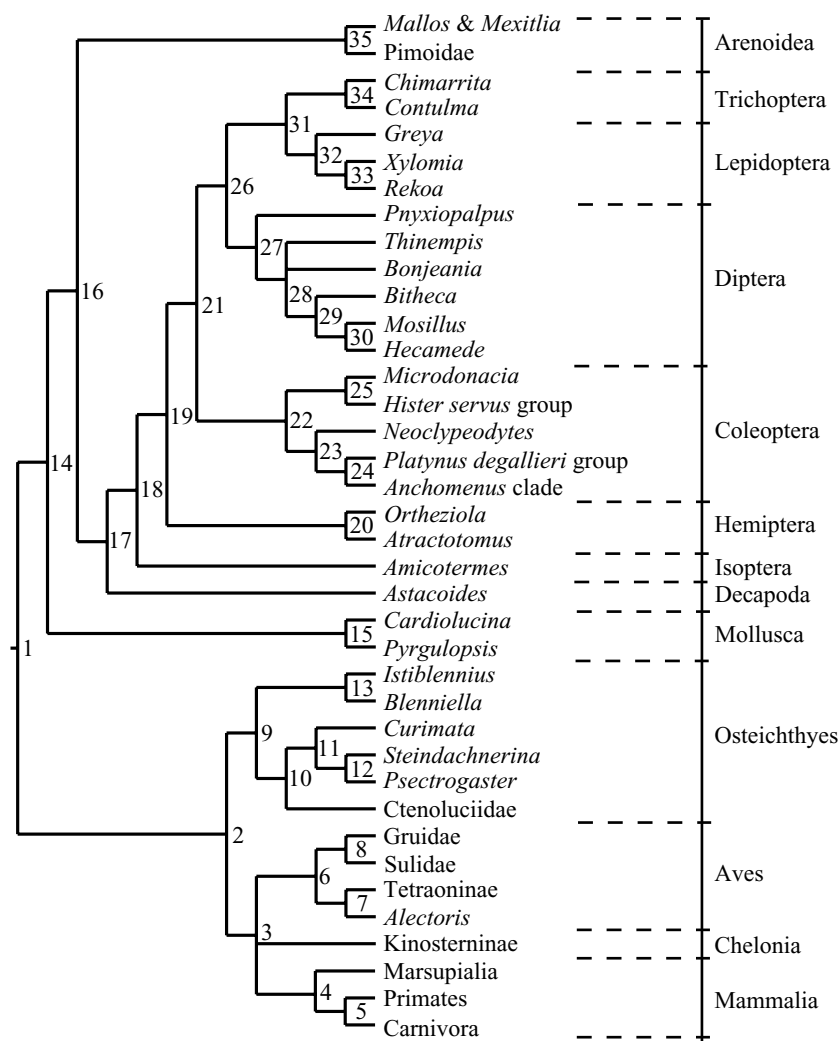 Mallos & Mexitlia
35
Pimoidae
Arenoidea
Chimarrita
34
Contulma
Trichoptera
31
Greya
32
Xylomia
33
Rekoa
Lepidoptera
26
Pnyxiopalpus
27
Thinempis
Bonjeania
28
Bitheca
29
Mosillus
30
Hecamede
Diptera
16
21
Microdonacia
25
Hister servus group
22
Neoclypeodytes
23
Platynus degallieri group
24
Anchomenus clade
Coleoptera
19
14
18
Ortheziola
20
Atractotomus
Hemiptera
17
Amicotermes
Isoptera
Astacoides
Decapoda
Cardiolucina
15
Pyrgulopsis
Mollusca
1
Istiblennius
13
Blenniella
9
Curimata
11
Steindachnerina
12
Psectrogaster
10
Ctenoluciidae
Osteichthyes
2
Gruidae
8
Sulidae
6
Tetraoninae
7
Alectoris
Aves
3
Kinosterninae
Chelonia
Marsupialia
4
Primates
5
Carnivora
Mammalia